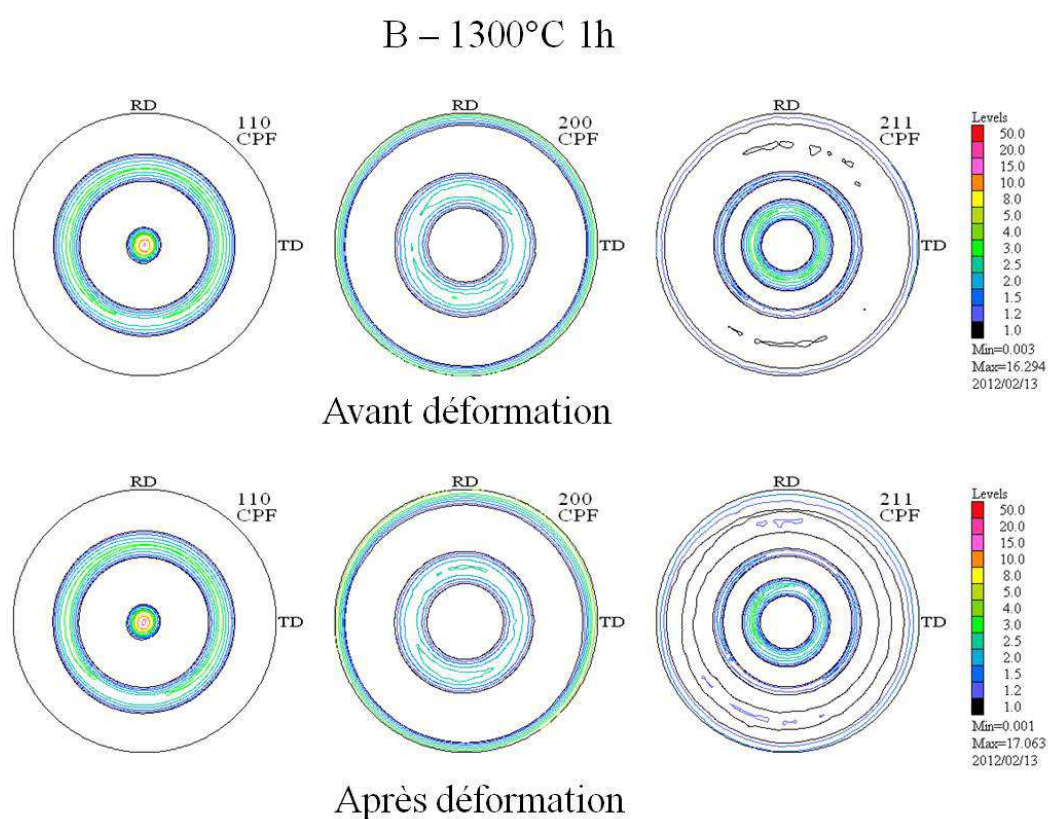 B – 1300°C 1h
RD
110
CPF
TD
RD
200
CPF
TD
RD
211
CPF
TD
Levels
50.0
20.0
15.0
10.0
8.0
5.0
4.0
3.0
2.5
2.0
1.5
1.2
1.0
Min=0.003
Max=16.294
2012/02/13
Avant déformation
RD
110
CPF
TD
RD
200
CPF
TD
RD
211
CPF
TD
Levels
50.0
20.0
15.0
10.0
8.0
5.0
4.0
3.0
2.5
2.0
1.5
1.2
1.0
Min=0.001
Max=17.063
2012/02/13
Après déformation